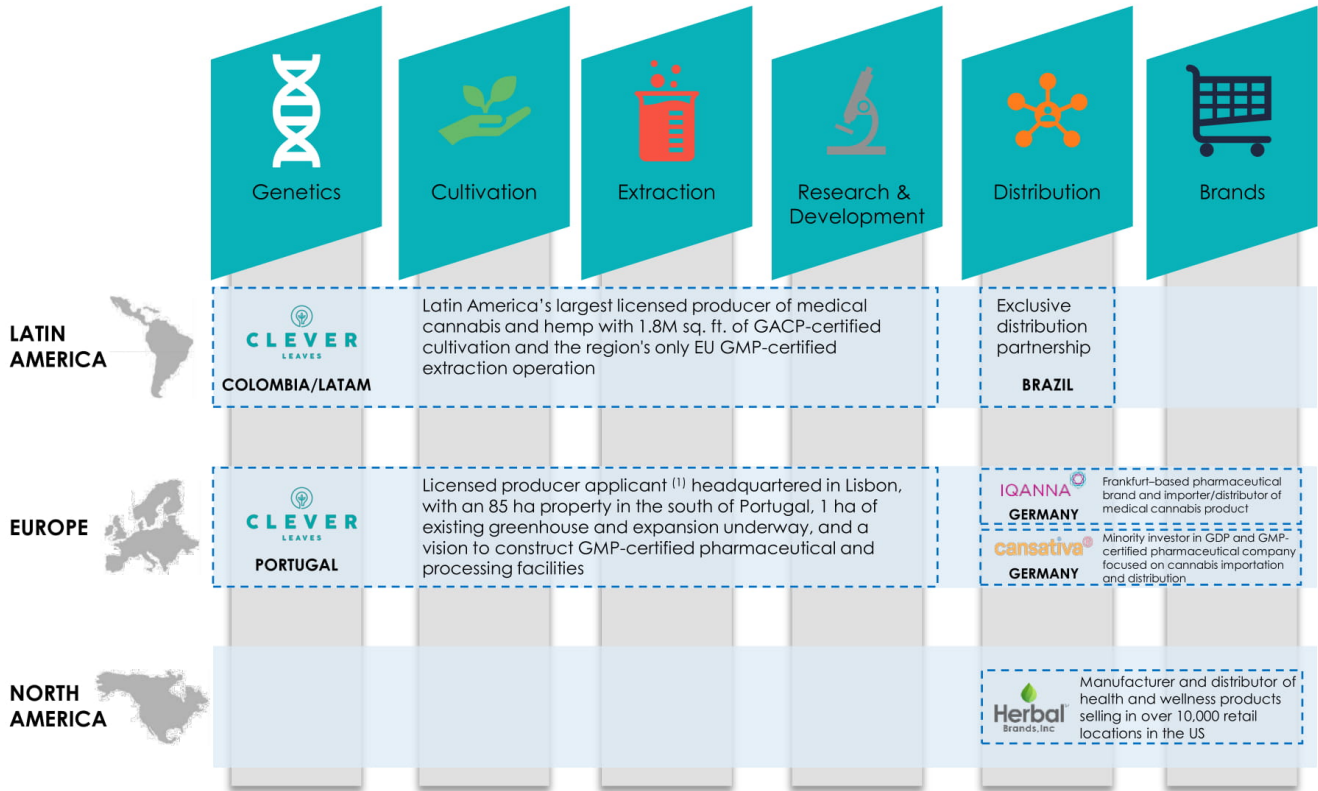 Genetics
Cultivation
Extraction
Research &
Development
Distribution
Brands
LATIN
AMERICA
CLEVER
LEAVES
COLOMBIA/LATAM
Latin America’s largest licensed producer of medical
cannabis and hemp with 1.8M sq. ft. of GACP-certified
cultivation and the region's only EU GMP-certified
extraction operation
Exclusive
distribution
partnership
BRAZIL
EUROPE
CLEVER
LEAVES
PORTUGAL
Licensed producer applicant (1) headquartered in Lisbon,
with an 85 ha property in the south of Portugal, 1 ha of
existing greenhouse and expansion underway, and a
vision to construct GMP-certified pharmaceutical and
processing facilities
IQANNA
GERMANY
Frankfurt–based pharmaceutical
brand and importer/distributor of
medical cannabis product
cansativa
GERMANY
Minority investor in GDP and GMP-
certified pharmaceutical company
focused on cannabis importation
and distribution
NORTH
AMERICA
Herbal
Brands, Inc
Manufacturer and distributor of
health and wellness products
selling in over 10,000 retail
locations in the US